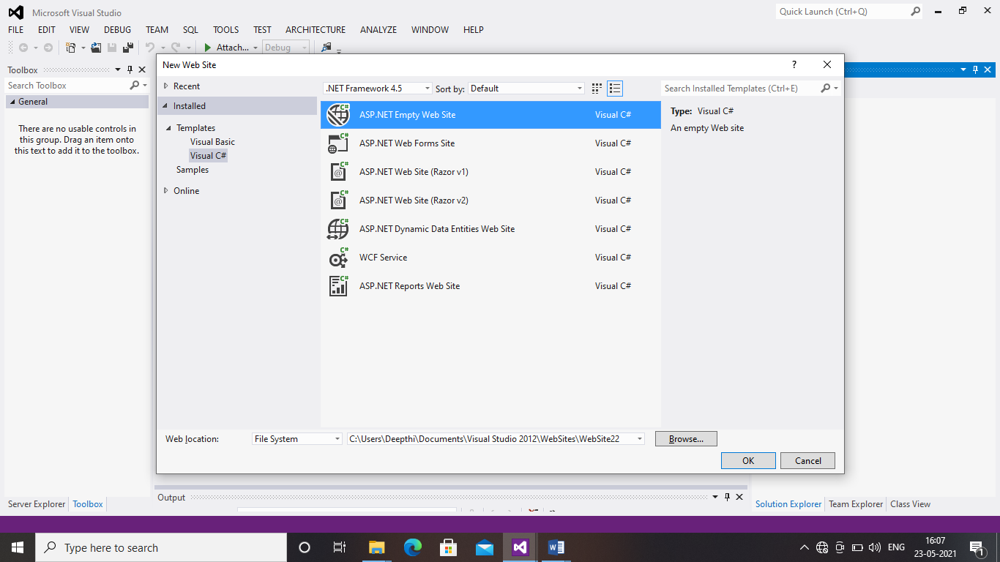 Microsoft Visual Studio
Quick Launch (Ctrl+Q)
FILE EDIT VIEW DEBUG TEAM SQL TOOLS TEST ARCHITECTURE ANALYZE WINDOW HELP
Attach... Debug
Toolbox
Search Toolbox
General
There are no usable controls in
this group. Drag an item onto
this text to add it to the toolbox.
New Web Site
?
Recent
Installed
Templates
Visual Basic
Visual C#
Samples
Online
.NET Framework 4.5 Sort by: Default
Search Installed Templates (Ctrl+E)
C# ASP.NET Empty Web Site Visual C#
C# ASP.NET Web Forms Site Visual C#
C# @ ASP.NET Web Site (Razor v1) Visual C#
C# @ ASP.NET Web Site (Razor v2) Visual C#
C# ASP.NET Dynamic Data Entities Web Site Visual C#
C# WCF Service Visual C#
C# ASP.NET Reports Web Site Visual C#
Type: Visual C#
An empty Web site
Web location: File System C:\Users\Deepthi\Documents\Visual Studio 2012\WebSites\WebSite22 Browse...
OK Cancel
Output
Server Explorer Toolbox
Solution Explorer Team Explorer Class View
Type here to search
ENG
16:07
23-05-2021
1